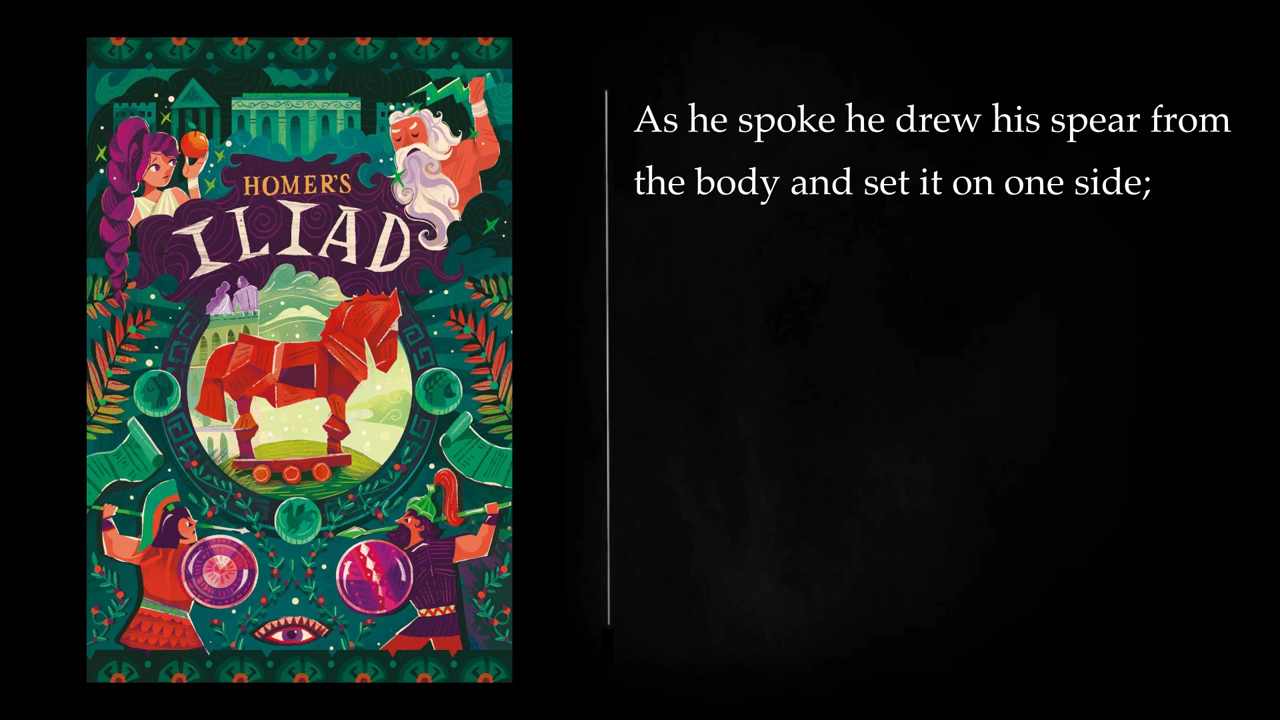 HOMER'S
ILIAD
As he spoke he drew his spear from
the body and set it on one side;